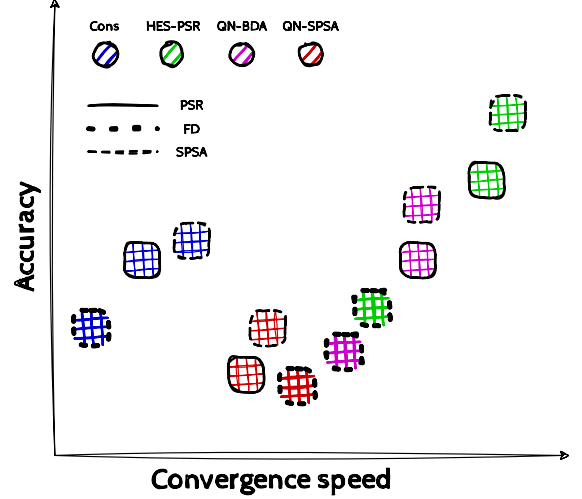 Cons HES-PSR QN-BDA QN-SPSA
PSR
FD
SPSA
Accuracy
Convergence speed